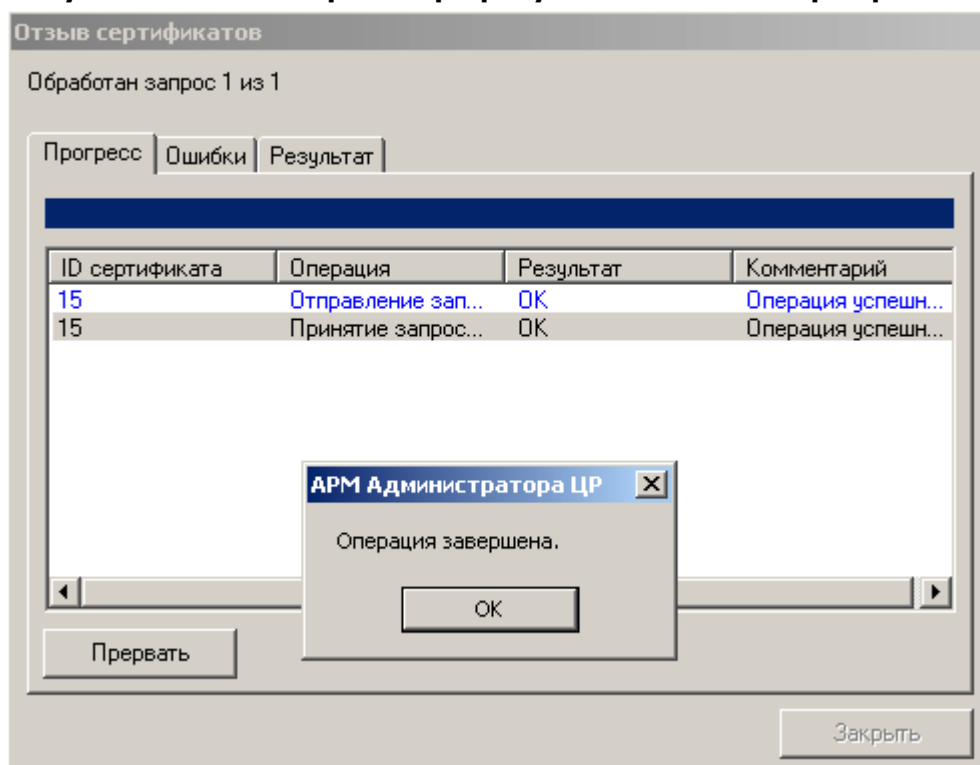 Отзыв сертификатов
Обработан запрос 1 из 1
Прогресс Ошибки Результат
ID сертификата Операция Результат Комментарий
15 Отправление зап... OK Операция успешн...
15 Принятие запрос... OK Операция успешн...
АРМ Администратора ЦР
Операция завершена.
OK
Прервать
Закрыть